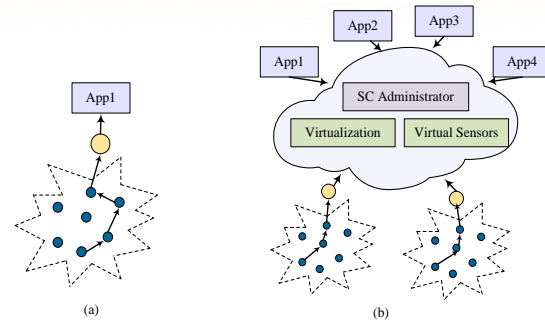 App1
(a)
App2
App3
App1
App4
SC Administrator
Virtualization
Virtual Sensors
(b)